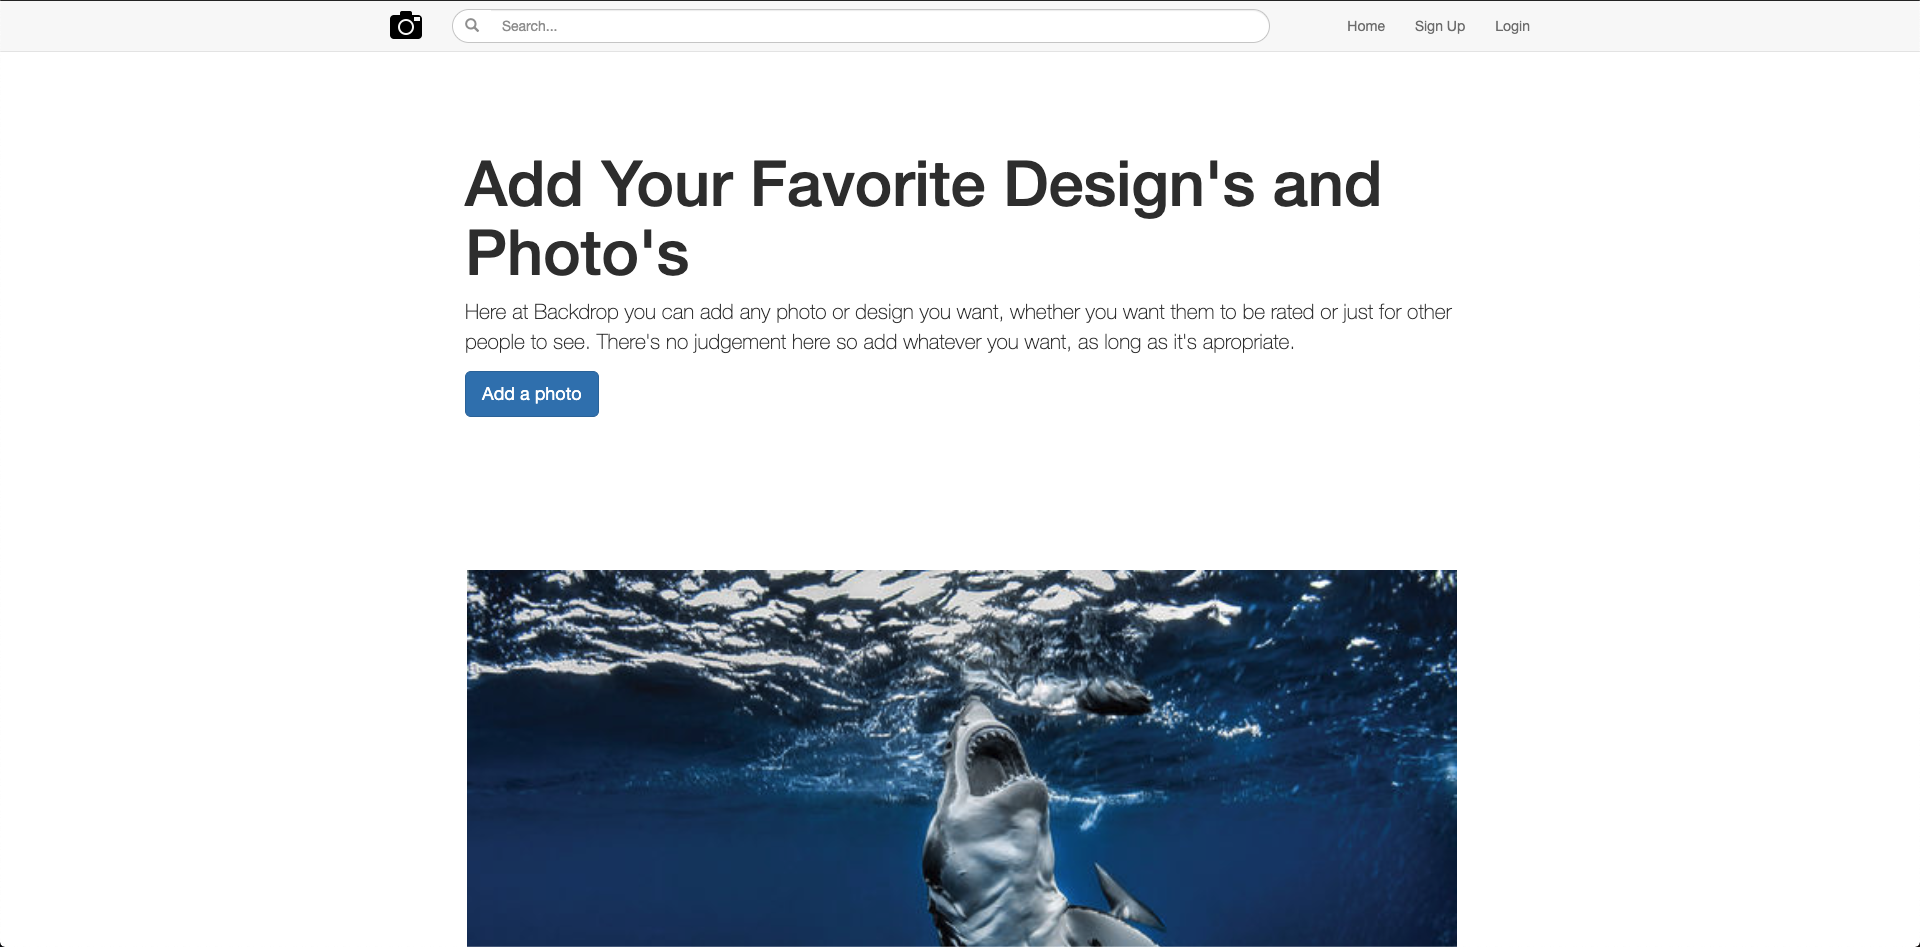 Search...
Home
Sign Up
Login
Add Your Favorite Design's and
Photo's
Here at Backdrop you can add any photo or design you want, whether you want them to be rated or just for other
people to see. There's no judgement here so add whatever you want, as long as it's apropriate.
Add a photo